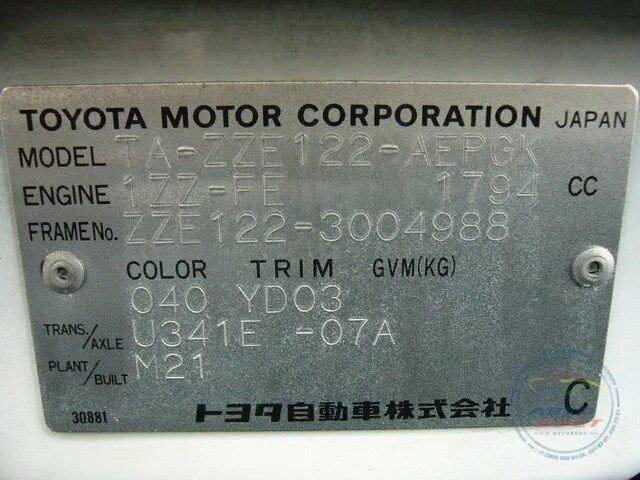 TOYOTA MOTOR CORPORATION JAPAN
MODEL TA-ZZE122-AEPGK
ENGINE 1ZZ-FE 1794 CC
FRAME No. ZZE122-3004988
COLOR TRIM GVM(KG)
040 YD03
TRANS./AXLE U341E -07A
PLANT/BUILT M21
30881 トヨタ自動車株式会社 C